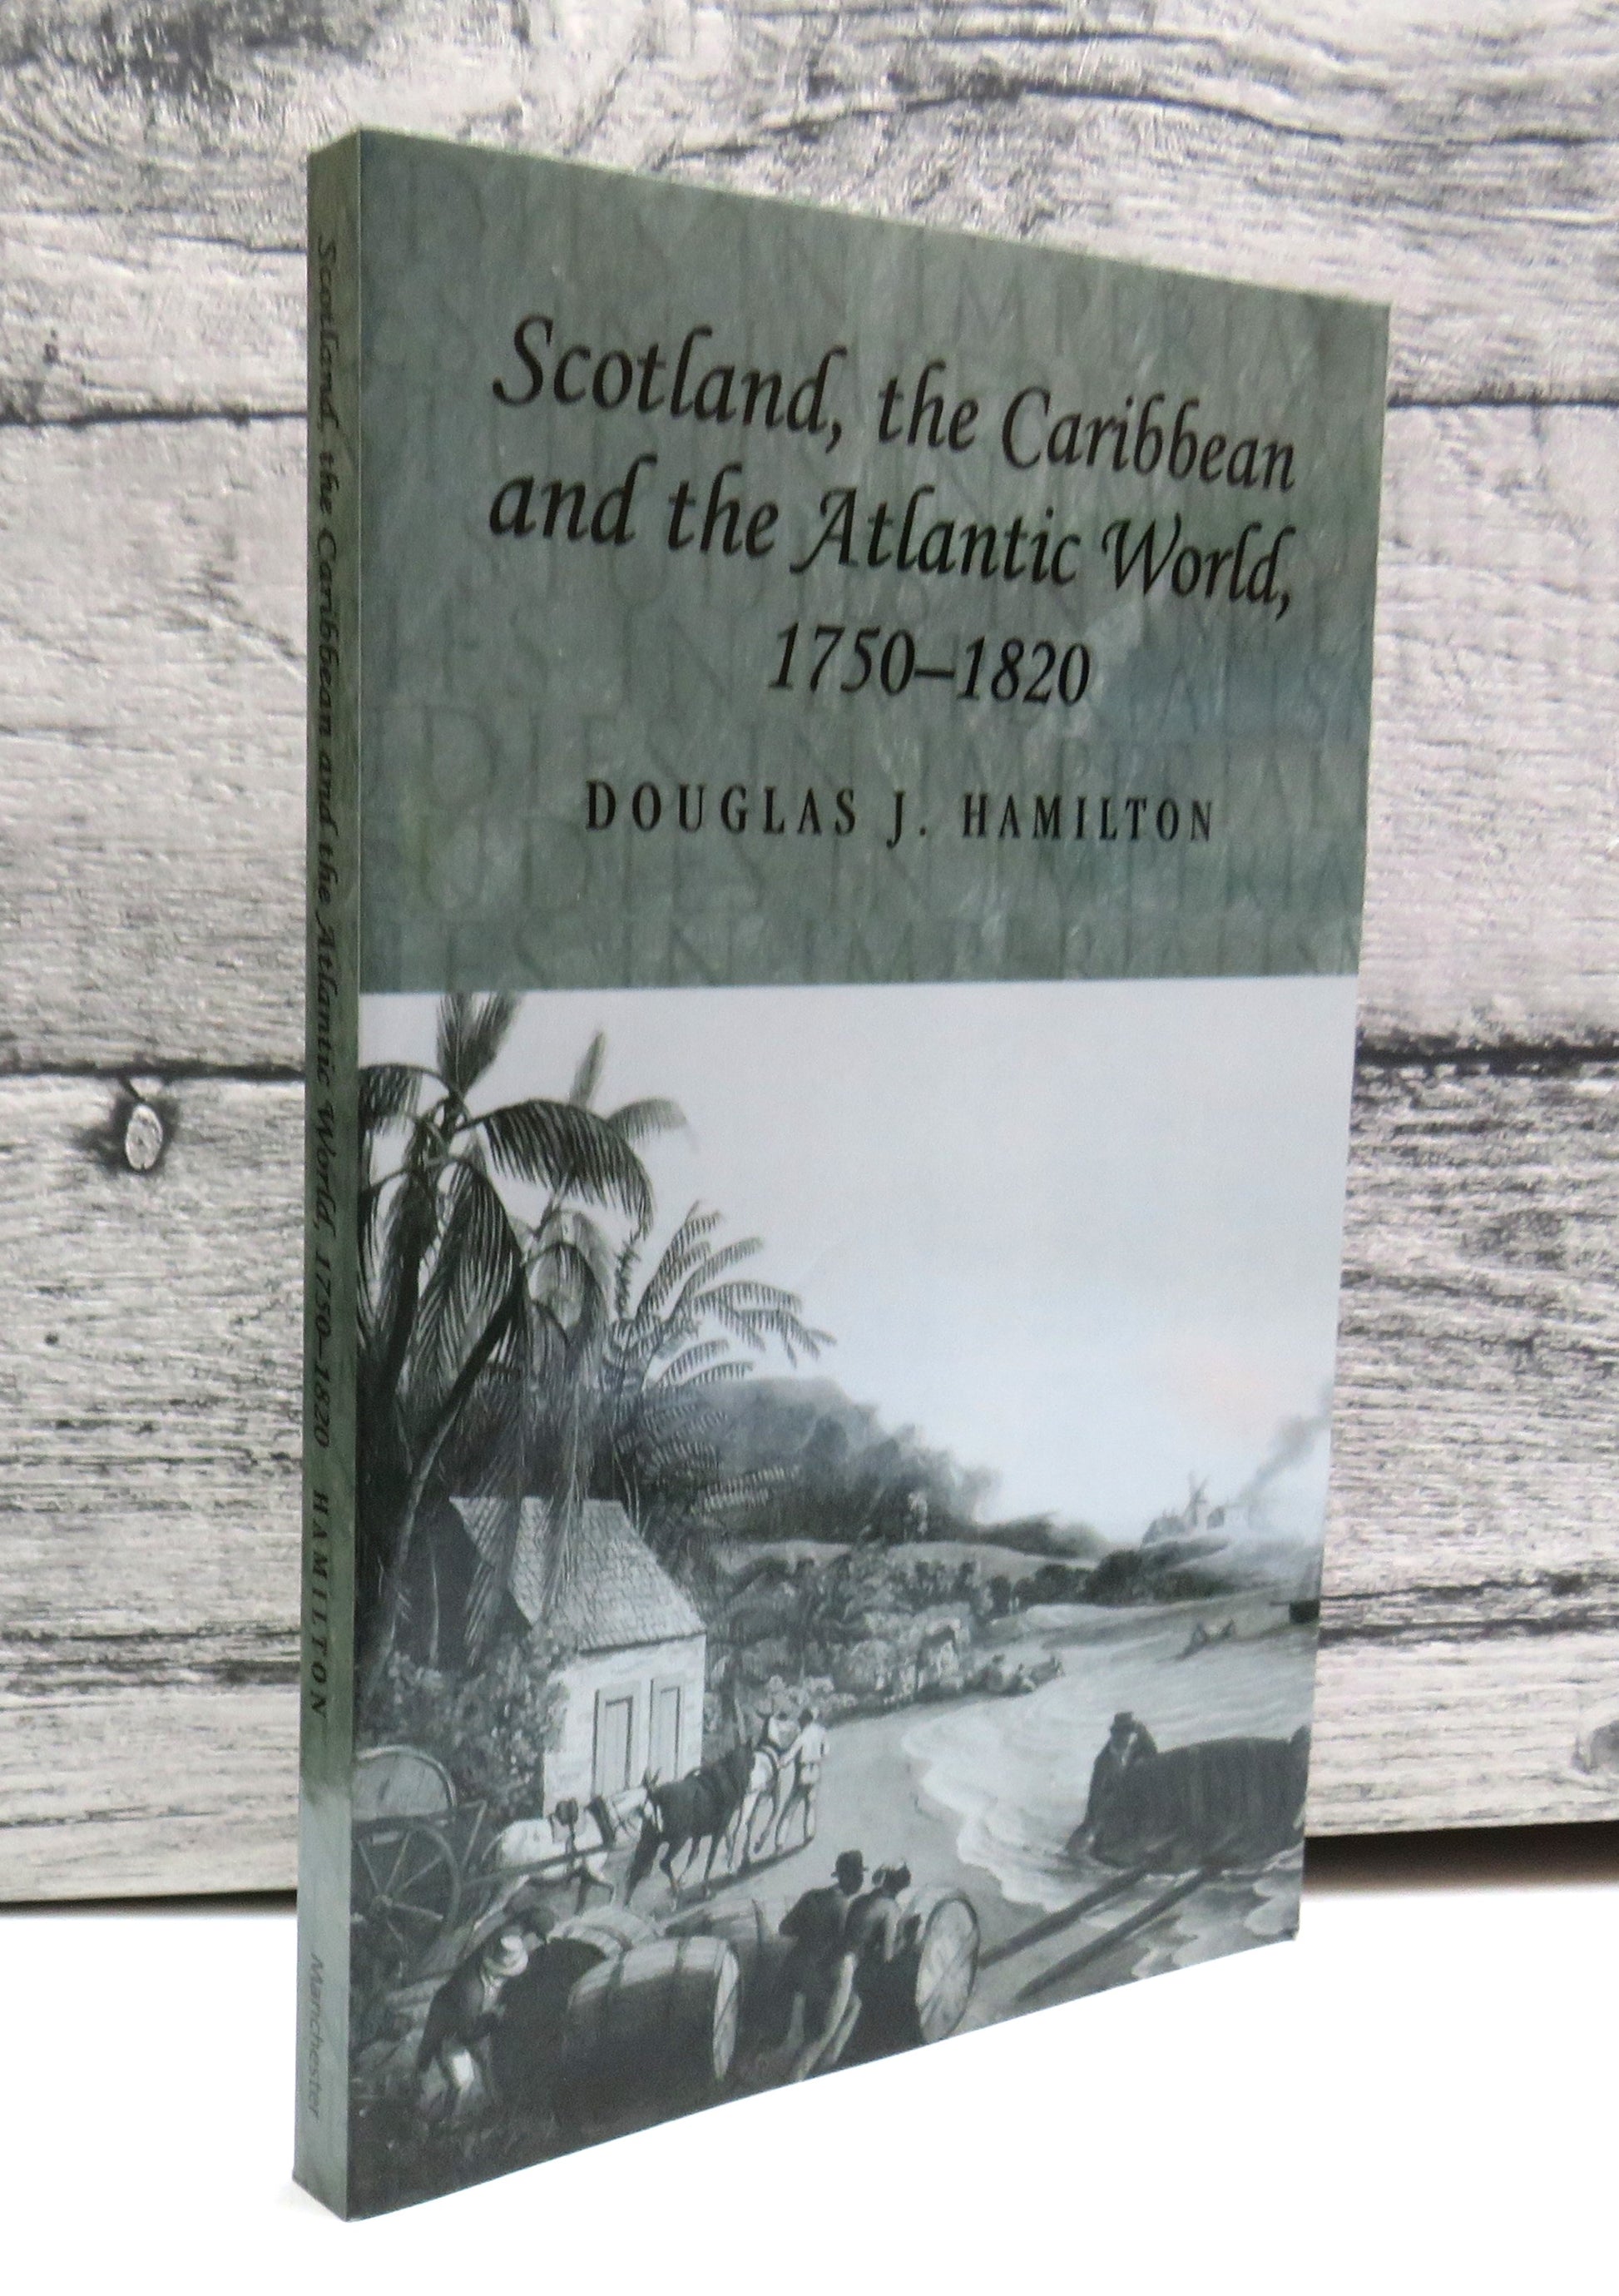 Scotland, the Caribbean
and the Atlantic World,
1750–1820
DOUGLAS J. HAMILTON
Scotland, the Caribbean and the Atlantic World, 1750–1820 HAMILTON
Manchester